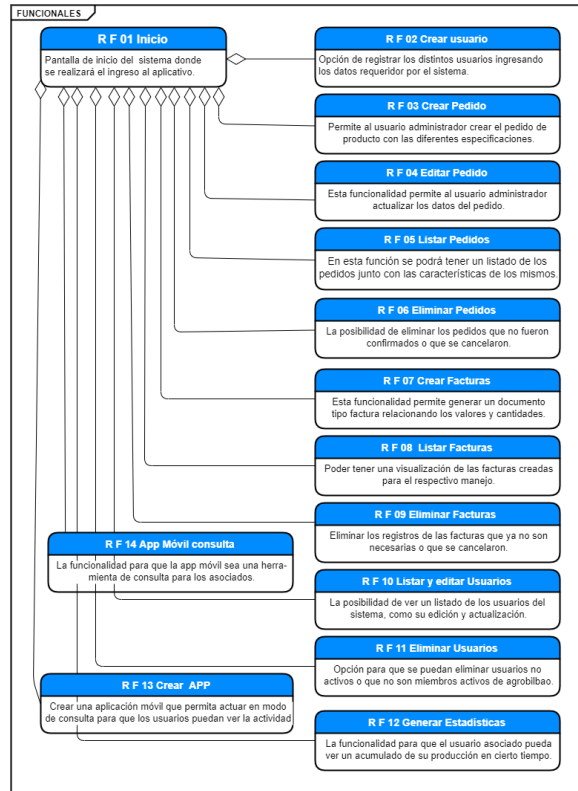 FUNCIONALES
R F 01 Inicio
Pantalla de inicio del sistema donde
se realizará el ingreso al aplicativo.
R F 02 Crear usuario
Opción de registrar los distintos usuarios ingresando
los datos requeridor por el sistema.
R F 03 Crear Pedido
Permite al usuario administrador crear el pedido de
producto con las diferentes especificaciones.
R F 04 Editar Pedido
Esta funcionalidad permite al usuario administrador
actualizar los datos del pedido.
R F 05 Listar Pedidos
En esta función se podrá tener un listado de los
pedidos junto con las características de los mismos.
R F 06 Eliminar Pedidos
La posibilidad de eliminar los pedidos que no fueron
confirmados o que se cancelaron.
R F 07 Crear Facturas
Esta funcionalidad permite generar un documento
tipo factura relacionando los valores y cantidades.
R F 08 Listar Facturas
Poder tener una visualización de las facturas creadas
para el respectivo manejo.
R F 09 Eliminar Facturas
Eliminar los registros de las facturas que ya no son
necesarias o que se cancelaron.
R F 14 App Móvil consulta
La funcionalidad para que la app móvil sea una herra-
mienta de consulta para los asociados.
R F 10 Listar y editar Usuarios
La posibilidad de ver un listado de los usuarios del
sistema, como su edición y actualización.
R F 11 Eliminar Usuarios
Opción para que se puedan eliminar usuarios no
activos o que no son miembros activos de agrobilbao.
R F 13 Crear APP
Crear una aplicación móvil que permita actuar en modo
de consulta para que los usuarios puedan ver la actividad
R F 12 Generar Estadísticas
La funcionalidad para que el usuario asociado pueda
ver un acumulado de su producción en cierto tiempo.